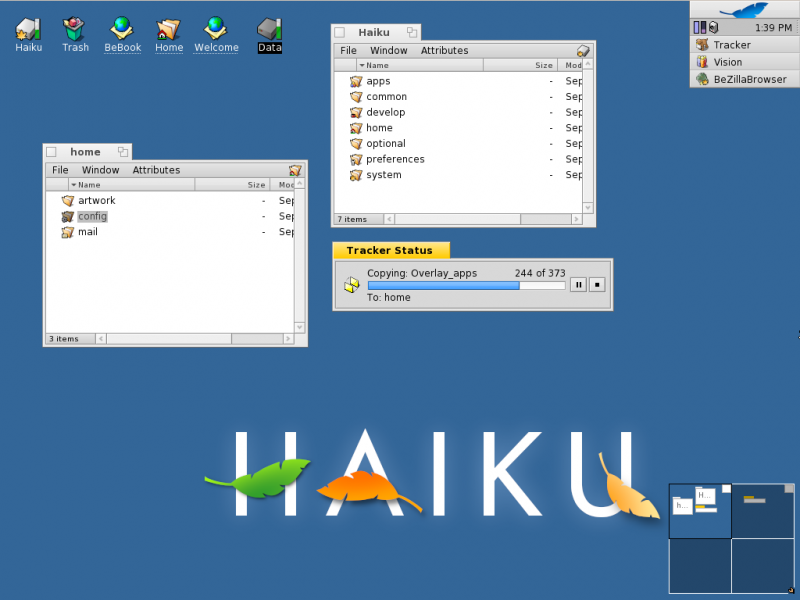 Haiku
Trash
BeBook
Home
Welcome
Data
1:39 PM
Tracker
Vision
BeZillaBrowser
Haiku
File Window Attributes
Name Size Mod
apps - Sep
common - Sep
develop - Sep
home - Sep
optional - Sep
preferences - Sep
system - Sep
7 items
home
File Window Attributes
Name Size Mod
artwork - Sep
config - Sep
mail - Sep
3 items
Tracker Status
Copying: Overlay_apps 244 of 373
To: home
HAIKU
H...
h...